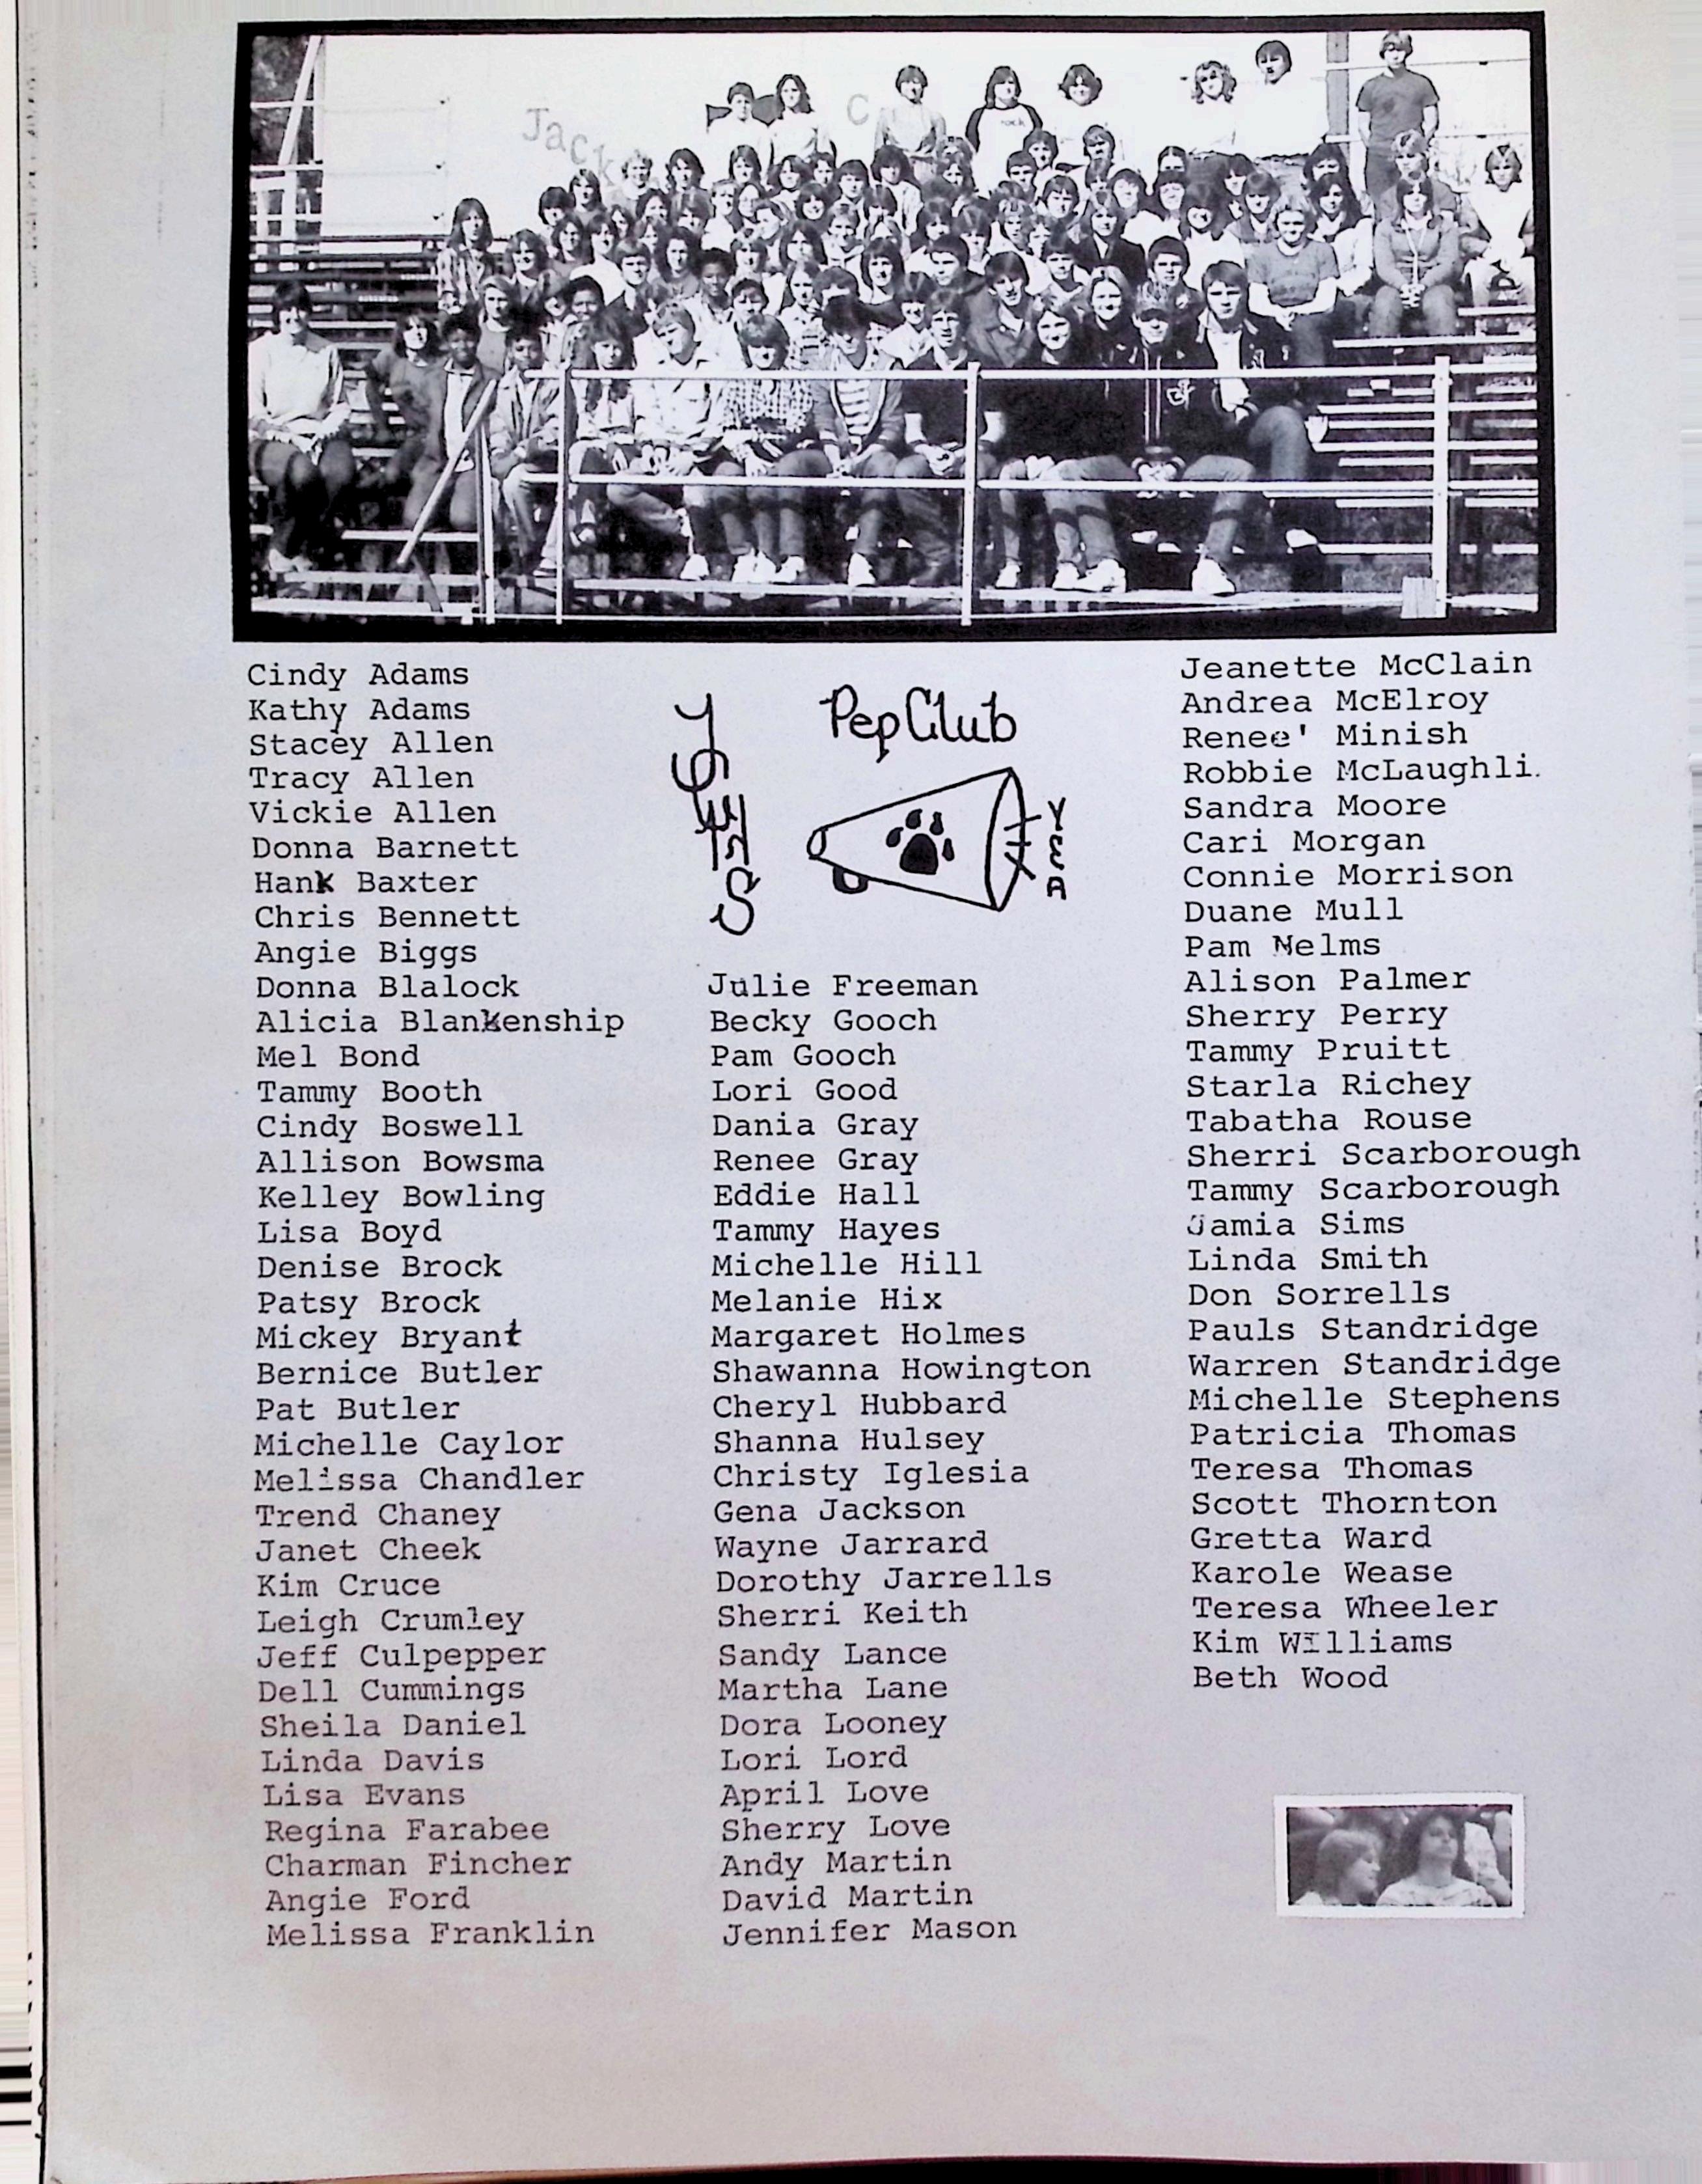 Jack
C
rock
Cindy Adams
Kathy Adams
Stacey Allen
Tracy Allen
Vickie Allen
Donna Barnett
Hank Baxter
Chris Bennett
Angie Biggs
Donna Blalock
Alicia Blankenship
Mel Bond
Tammy Booth
Cindy Boswell
Allison Bowsma
Kelley Bowling
Lisa Boyd
Denise Brock
Patsy Brock
Mickey Bryant
Bernice Butler
Pat Butler
Michelle Caylor
Melissa Chandler
Trend Chaney
Janet Cheek
Kim Cruce
Leigh Crumley
Jeff Culpepper
Dell Cummings
Sheila Daniel
Linda Davis
Lisa Evans
Regina Farabee
Charman Fincher
Angie Ford
Melissa Franklin
Pep Club
YEA
Julie Freeman
Becky Gooch
Pam Gooch
Lori Good
Dania Gray
Renee Gray
Eddie Hall
Tammy Hayes
Michelle Hill
Melanie Hix
Margaret Holmes
Shawanna Howington
Cheryl Hubbard
Shanna Hulsey
Christy Iglesia
Gena Jackson
Wayne Jarrard
Dorothy Jarrells
Sherri Keith
Sandy Lance
Martha Lane
Dora Looney
Lori Lord
April Love
Sherry Love
Andy Martin
David Martin
Jennifer Mason
Jeanette McClain
Andrea McElroy
Renee' Minish
Robbie McLaughli.
Sandra Moore
Cari Morgan
Connie Morrison
Duane Mull
Pam Nelms
Alison Palmer
Sherry Perry
Tammy Pruitt
Starla Richey
Tabatha Rouse
Sherri Scarborough
Tammy Scarborough
Jamia Sims
Linda Smith
Don Sorrells
Pauls Standridge
Warren Standridge
Michelle Stephens
Patricia Thomas
Teresa Thomas
Scott Thornton
Gretta Ward
Karole Wease
Teresa Wheeler
Kim Williams
Beth Wood